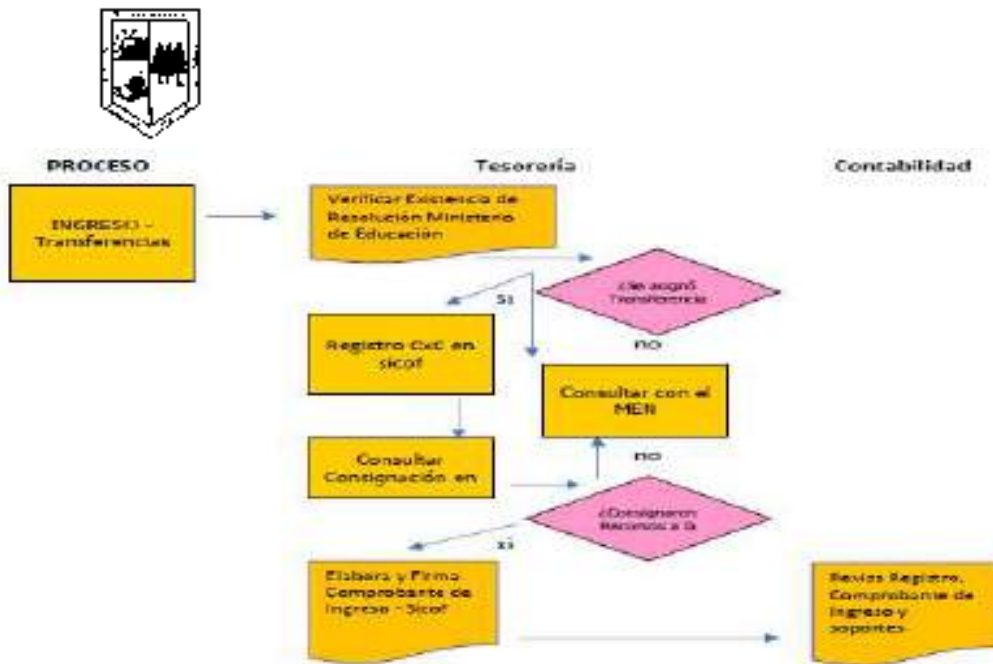 PROCESO
Tesorería
Contabilidad
INGRESO -
Transferencias
Verificar Existencia de
Resolución Ministerio
de Educación
¿Se asignó
Transferencia
Si
no
Registro CxC en
sicof
Consultar con el
MEN
no
Consultar
Consignación en
¿Consignaron
Recursos a la
si
Elabora y Firma
Comprobante de
Ingreso - Sicof
Revisa Registro,
Comprobante de
Ingreso y
soportes